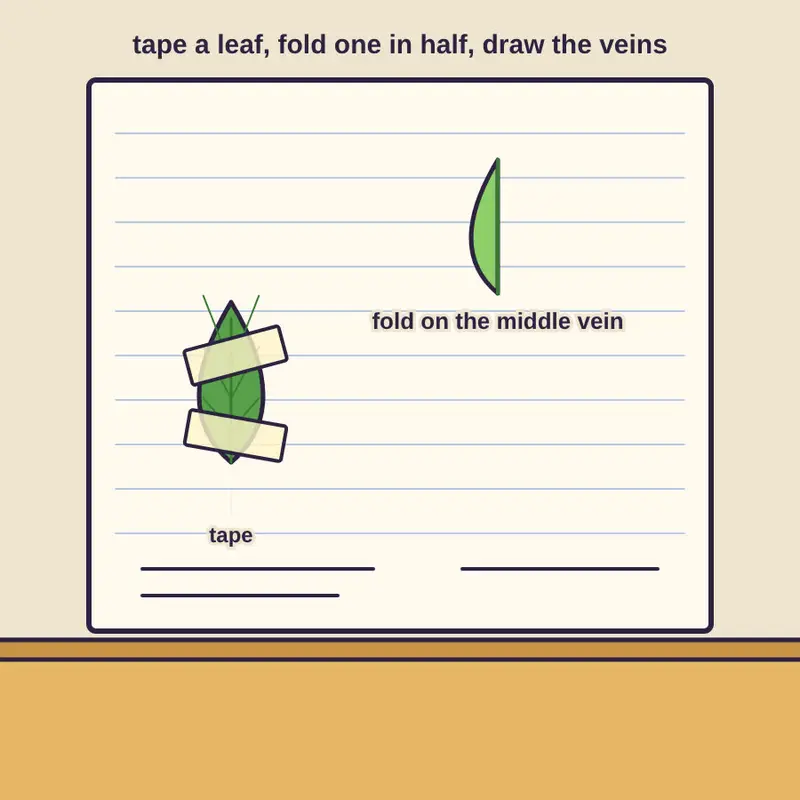 tape a leaf, fold one in half, draw the veins
fold on the middle vein
tape